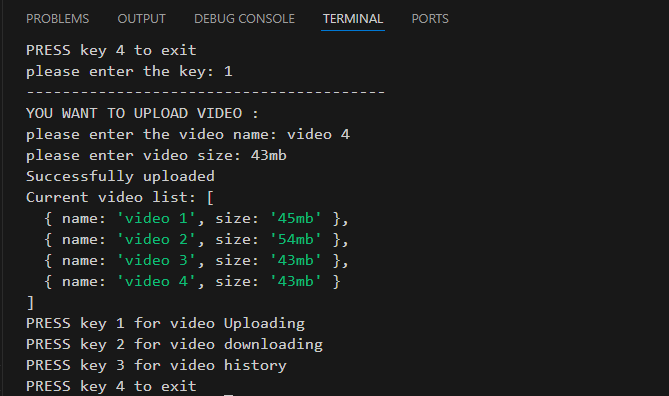 PROBLEMS OUTPUT DEBUG CONSOLE TERMINAL PORTS
PRESS key 4 to exit
please enter the key: 1
----------------------------------------
YOU WANT TO UPLOAD VIDEO :
please enter the video name: video 4
please enter video size: 43mb
Successfully uploaded
Current video list: [
  { name: 'video 1', size: '45mb' },
  { name: 'video 2', size: '54mb' },
  { name: 'video 3', size: '43mb' },
  { name: 'video 4', size: '43mb' }
]
PRESS key 1 for video Uploading
PRESS key 2 for video downloading
PRESS key 3 for video history
PRESS key 4 to exit